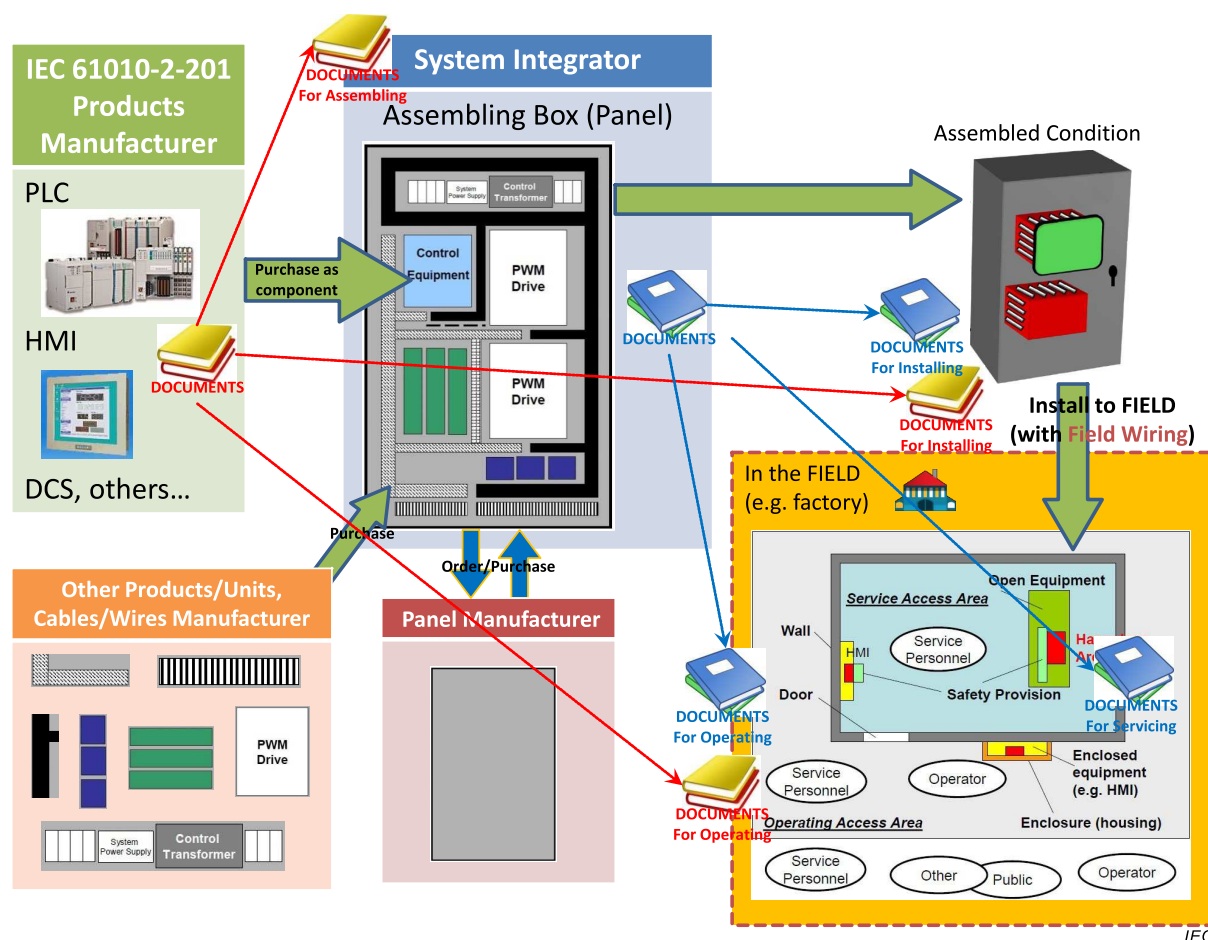 DOCUMENTS
For Assembling
IEC 61010-2-201
Products
Manufacturer
System Integrator
Assembling Box (Panel)
Assembled Condition
PLC
System
Power Supply
Control
Transformer
Control
Equipment
PWM
Drive
Purchase as
component
HMI
DOCUMENTS
DOCUMENTS
DOCUMENTS
For Installing
PWM
Drive
DOCUMENTS
For Installing
Install to FIELD
(with Field Wiring)
DCS, others…
In the FIELD
(e.g. factory)
Purchase
Order/Purchase
Other Products/Units,
Cables/Wires Manufacturer
Panel Manufacturer
Open Equipment
Service Access Area
Wall
Service
Personnel
HMI
Ha
Ar
Safety Provision
Door
DOCUMENTS
For Operating
DOCUMENTS
For Servicing
PWM
Drive
Service
Personnel
Operator
Enclosed
equipment
(e.g. HMI)
DOCUMENTS
For Operating
Operating Access Area
Enclosure (housing)
System
Power Supply
Control
Transformer
Service
Personnel
Other
Public
Operator
IEC